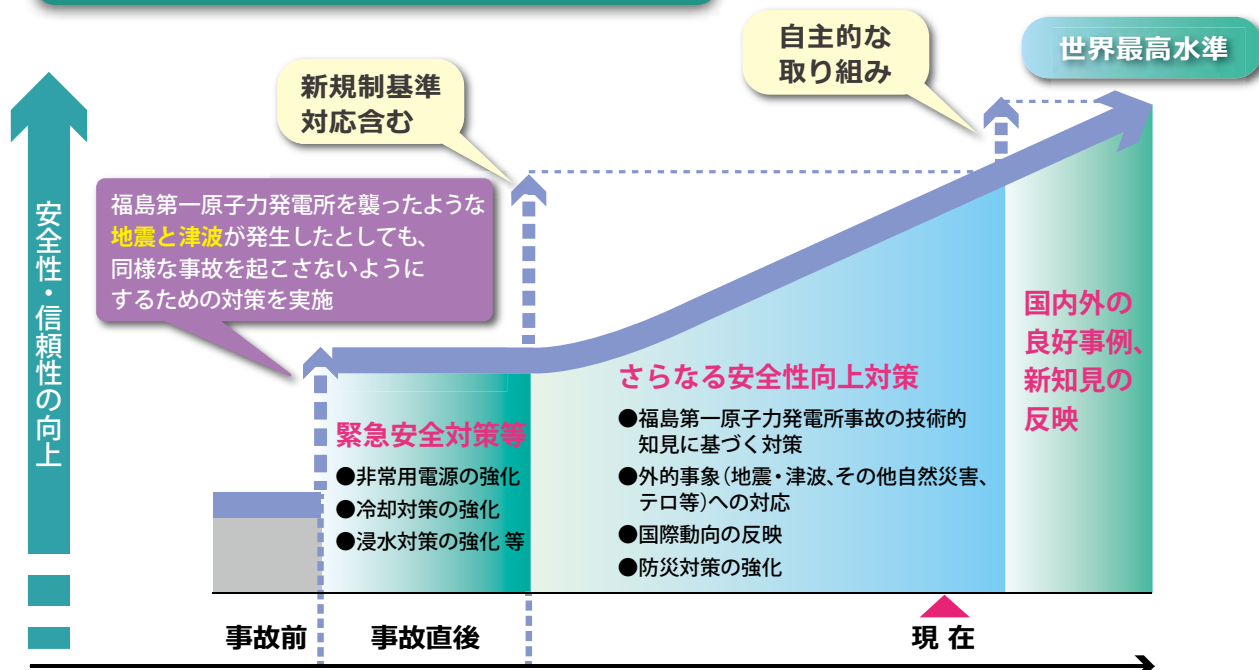 自主的な
取り組み
世界最高水準
新規制基準
対応含む
安全性・信頼性の向上
福島第一原子力発電所を襲ったような
地震と津波が発生したとしても、
同様な事故を起こさないように
するための対策を実施
国内外の
良好事例、
新知見の
反映
緊急安全対策等
●非常用電源の強化
●冷却対策の強化
●浸水対策の強化 等
さらなる安全性向上対策
●福島第一原子力発電所事故の技術的
知見に基づく対策
●外的事象(地震・津波、その他自然災害、
テロ等)への対応
●国際動向の反映
●防災対策の強化
事故前
事故直後
現 在